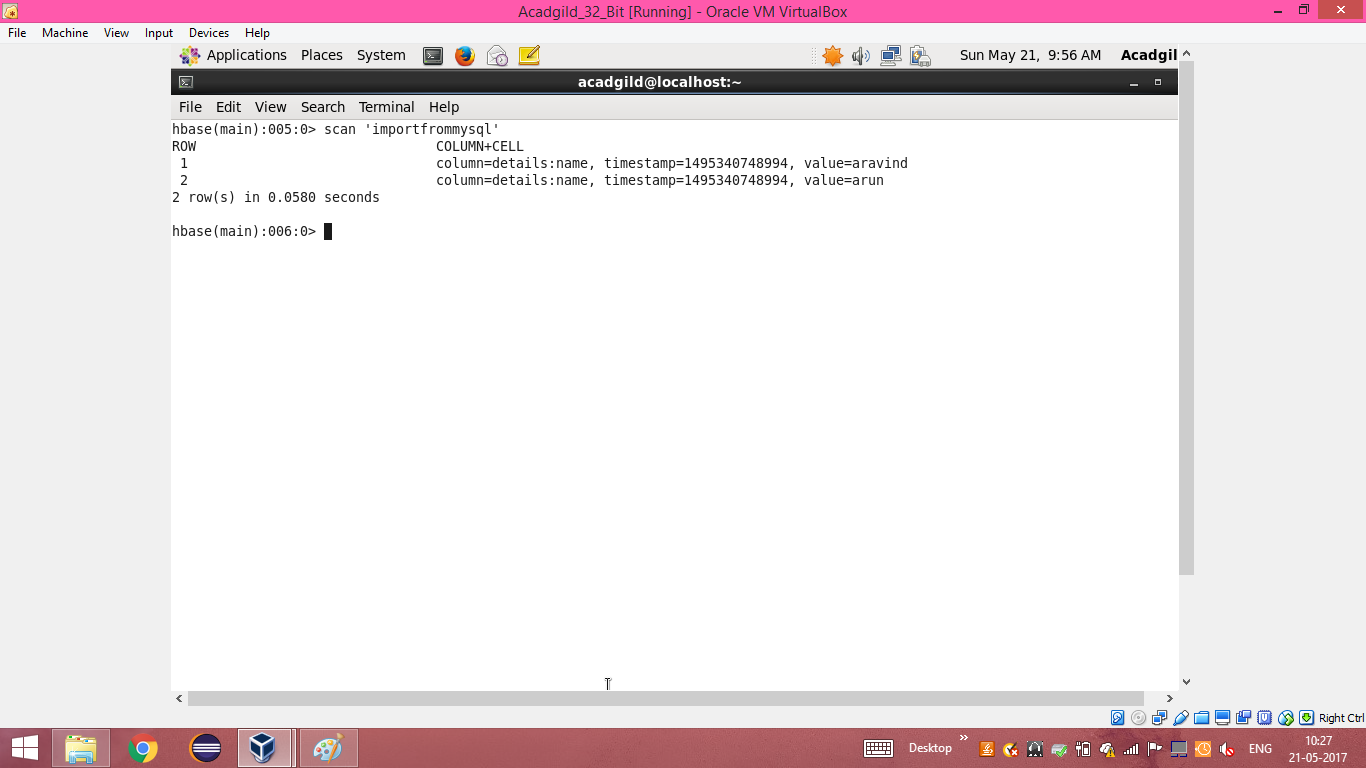 Acadgild_32_Bit [Running] - Oracle VM VirtualBox
File Machine View Input Devices Help
Applications Places System Sun May 21, 9:56 AM Acadgil
acadgild@localhost:~
File Edit View Search Terminal Help
hbase(main):005:0> scan 'importfrommysql'
ROW COLUMN+CELL
1 column=details:name, timestamp=1495340748994, value=aravind
2 column=details:name, timestamp=1495340748994, value=arun
2 row(s) in 0.0580 seconds
hbase(main):006:0>
Right Ctrl
Desktop ENG 10:27
21-05-2017